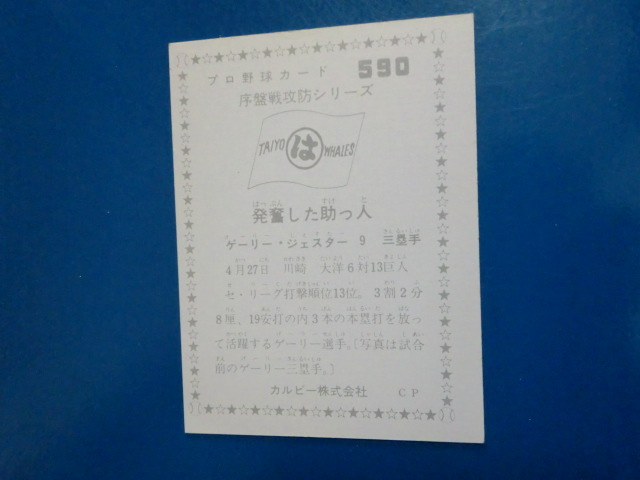 プロ野球カード 590
序盤戦攻防シリーズ
TAIYO は WHALES
発奮した助っ人
ゲーリー・ジェスター 9 三塁手
4月27日 川崎 大洋6対13巨人
セ・リーグ打撃順位13位。3割2分
8厘、19安打の内3本の本塁打を放っ
て活躍するゲーリー選手。〔写真は試合
前のゲーリー三塁手。〕
カルビー株式会社 CP